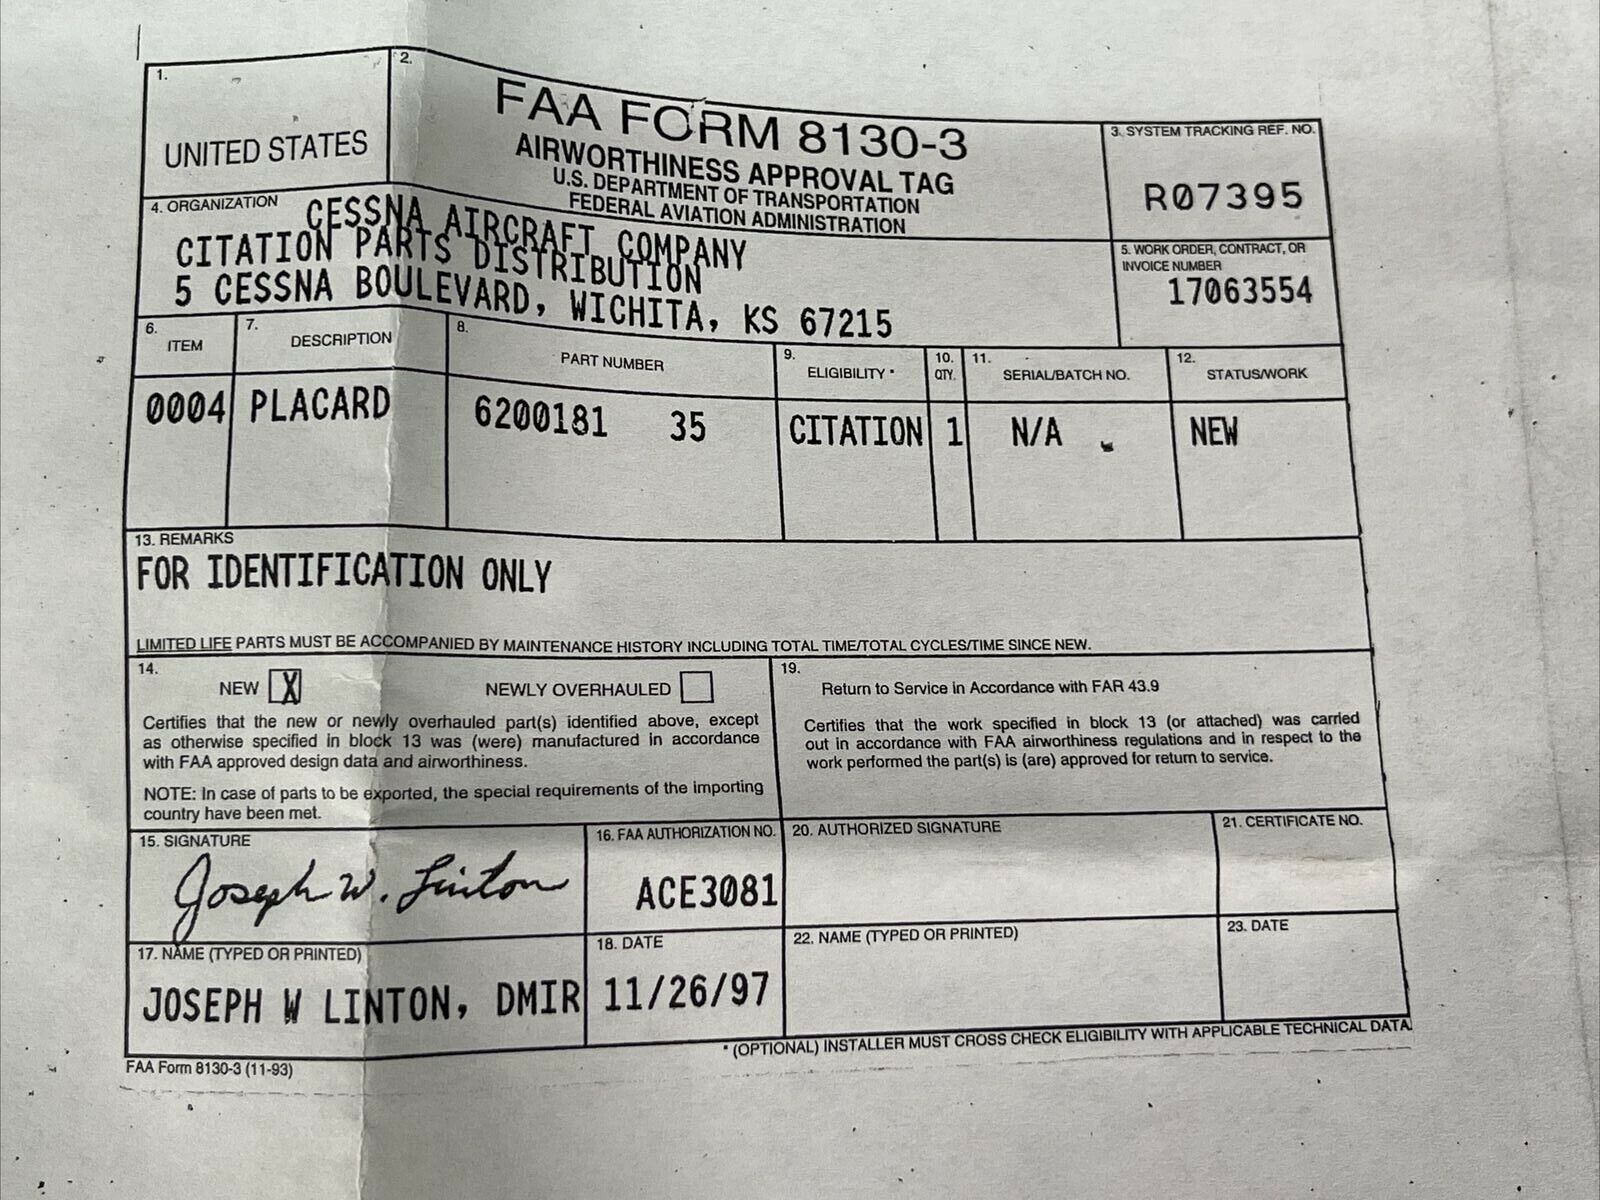 1.
UNITED STATES
2.
FAA FORM 8130-3
AIRWORTHINESS APPROVAL TAG
U.S. DEPARTMENT OF TRANSPORTATION
FEDERAL AVIATION ADMINISTRATION
3. SYSTEM TRACKING REF. NO.
R07395
4. ORGANIZATION
CESSNA AIRCRAFT COMPANY
CITATION PARTS DISTRIBUTION
5 CESSNA BOULEVARD, WICHITA, KS 67215
5. WORK ORDER, CONTRACT, OR
INVOICE NUMBER
17063554
6. ITEM
7. DESCRIPTION
8. PART NUMBER
9. ELIGIBILITY *
10. QTY.
11. SERIAL/BATCH NO.
12. STATUS/WORK
0004 PLACARD 6200181 35 CITATION 1 N/A NEW
13. REMARKS
FOR IDENTIFICATION ONLY
LIMITED LIFE PARTS MUST BE ACCOMPANIED BY MAINTENANCE HISTORY INCLUDING TOTAL TIME/TOTAL CYCLES/TIME SINCE NEW.
14.
NEW X NEWLY OVERHAULED
Certifies that the new or newly overhauled part(s) identified above, except
as otherwise specified in block 13 was (were) manufactured in accordance
with FAA approved design data and airworthiness.
NOTE: In case of parts to be exported, the special requirements of the importing
country have been met.
19.
Return to Service in Accordance with FAR 43.9
Certifies that the work specified in block 13 (or attached) was carried
out in accordance with FAA airworthiness regulations and in respect to the
work performed the part(s) is (are) approved for return to service.
15. SIGNATURE
Joseph W. Linton
16. FAA AUTHORIZATION NO.
ACE3081
20. AUTHORIZED SIGNATURE
21. CERTIFICATE NO.
17. NAME (TYPED OR PRINTED)
JOSEPH W LINTON, DMIR
18. DATE
11/26/97
22. NAME (TYPED OR PRINTED)
23. DATE
FAA Form 8130-3 (11-93)
* (OPTIONAL) INSTALLER MUST CROSS CHECK ELIGIBILITY WITH APPLICABLE TECHNICAL DATA.